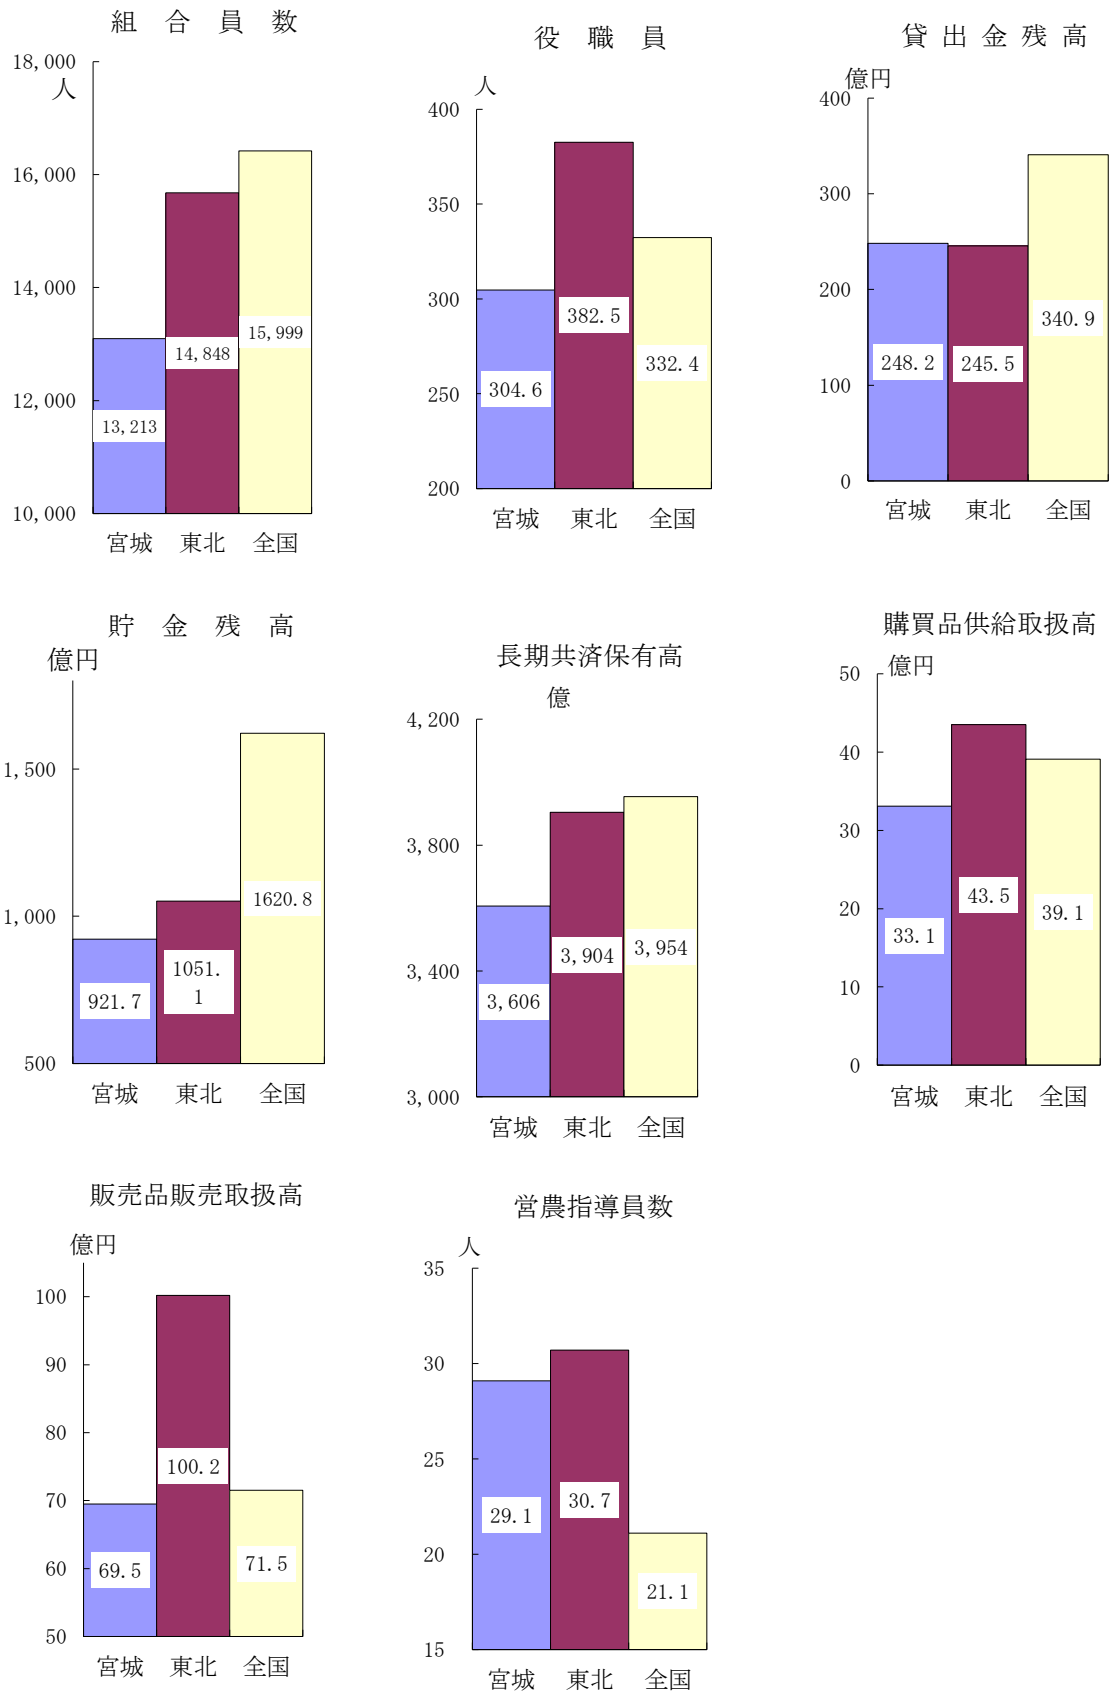 組合員数
18,000
人
16,000
14,000
12,000
10,000
13,213
14,848
15,999
宮城 東北 全国
役職員
人
400
350
300
250
200
304.6
382.5
332.4
宮城 東北 全国
貸出金残高
億円
400
300
200
100
0
248.2
245.5
340.9
宮城 東北 全国
貯金残高
億円
1,500
1,000
500
921.7
1051.
1
1620.8
宮城 東北 全国
長期共済保有高
億
4,200
3,800
3,400
3,000
3,606
3,904
3,954
宮城 東北 全国
購買品供給取扱高
億円
50
40
30
20
10
0
33.1
43.5
39.1
宮城 東北 全国
販売品販売取扱高
億円
100
90
80
70
60
50
69.5
100.2
71.5
宮城 東北 全国
営農指導員数
人
35
30
25
20
15
29.1
30.7
21.1
宮城 東北 全国